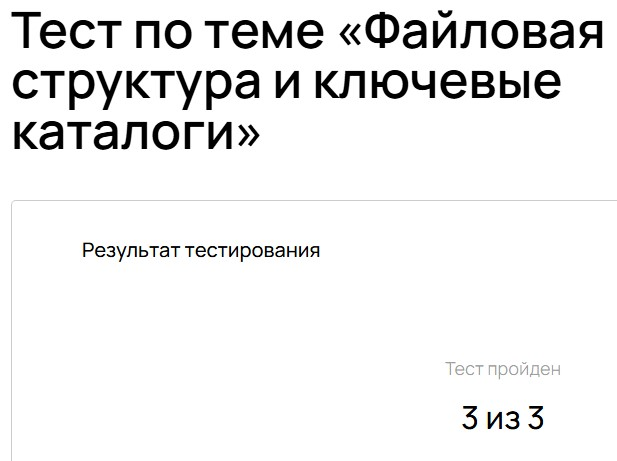 Тест по теме «Файловая
структура и ключевые
каталоги»
Результат тестирования
Тест пройден
3 из 3